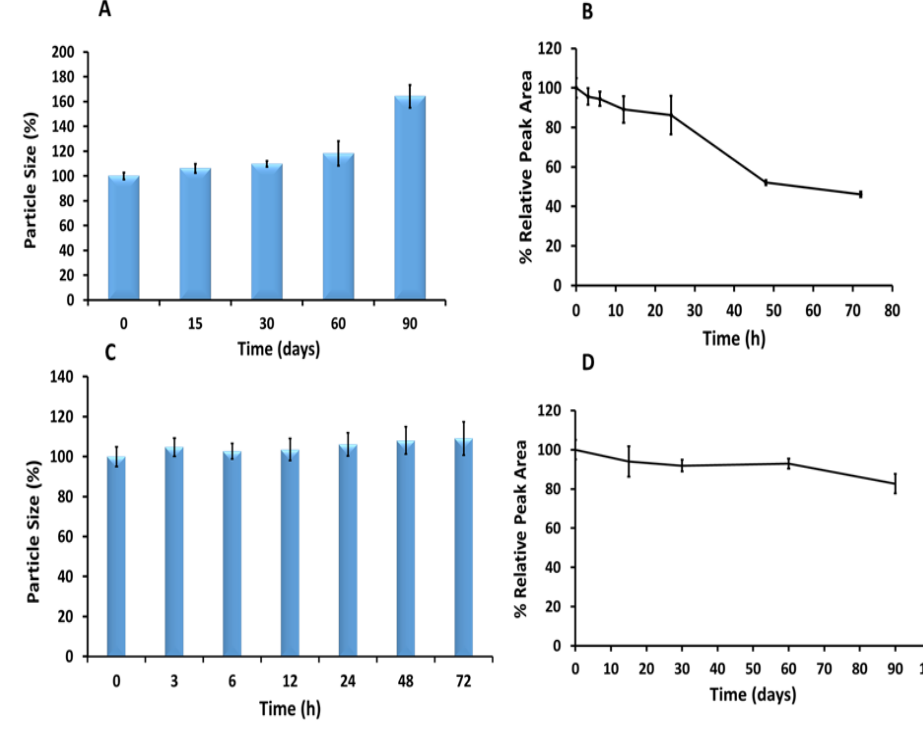 A
Particle Size (%)
200
180
160
140
120
100
80
60
40
20
0
0 15 30 60 90
Time (days)
B
% Relative Peak Area
120
100
80
60
40
20
0
0 10 20 30 40 50 60 70 80
Time (h)
C
Particle Size (%)
140
120
100
80
60
40
20
0
0 3 6 12 24 48 72
Time (h)
D
% Relative Peak Area
120
100
80
60
40
20
0
0 10 20 30 40 50 60 70 80 90
Time (days)